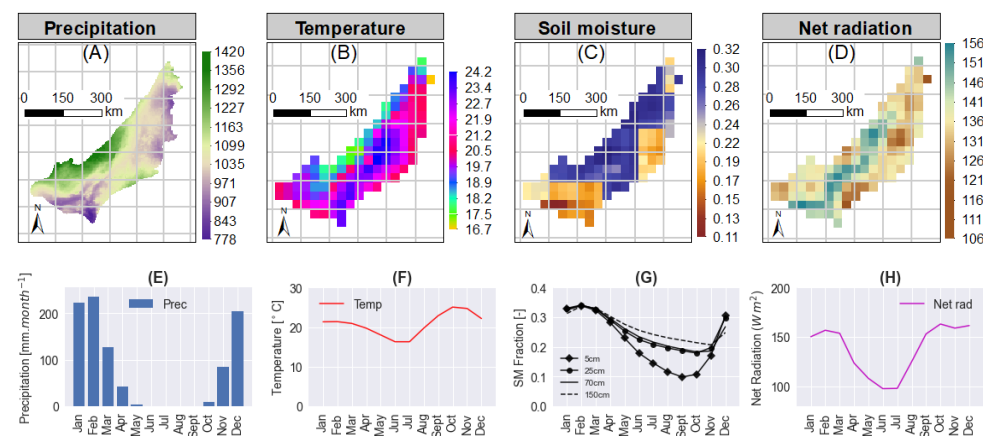 Precipitation
(A)
1420
1356
1292
1227
1163
1099
1035
971
907
843
778
0 150 300
km
N
Temperature
(B)
24.2
23.4
22.7
21.9
21.2
20.5
19.7
18.9
18.2
17.5
16.7
0 150 300
km
N
Soil moisture
(C)
0.32
0.30
0.28
0.26
0.24
0.22
0.19
0.17
0.15
0.13
0.11
0 150 300
km
N
Net radiation
(D)
156
151
146
141
136
131
126
121
116
111
106
0 150 300
km
N
(E)
Precipitation [mm month⁻¹]
200
100
0
Prec
Jan Feb Mar Apr May Jun Jul Aug Sept Oct Nov Dec
(F)
Temperature [° C]
30
20
10
0
Temp
Jan Feb Mar Apr May Jun Jul Aug Sept Oct Nov Dec
(G)
SM Fraction [-]
0.4
0.3
0.2
0.1
0.0
5cm
25cm
70cm
150cm
Jan Feb Mar Apr May Jun Jul Aug Sept Oct Nov Dec
(H)
Net Radiation (W m²)
200
150
100
Net rad
Jan Feb Mar Apr May Jun Jul Aug Sept Oct Nov Dec